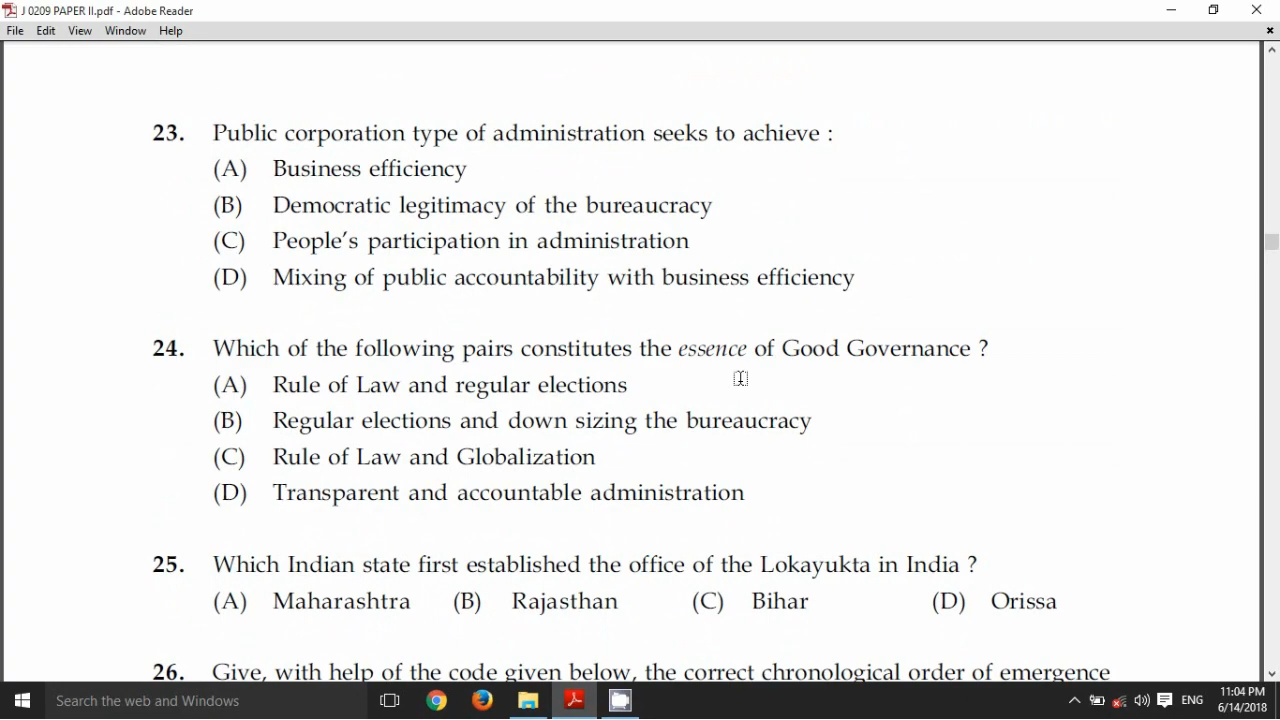 J 0209 PAPER II.pdf - Adobe Reader
File Edit View Window Help
23. Public corporation type of administration seeks to achieve :
(A) Business efficiency
(B) Democratic legitimacy of the bureaucracy
(C) People's participation in administration
(D) Mixing of public accountability with business efficiency
24. Which of the following pairs constitutes the essence of Good Governance ?
(A) Rule of Law and regular elections
(B) Regular elections and down sizing the bureaucracy
(C) Rule of Law and Globalization
(D) Transparent and accountable administration
25. Which Indian state first established the office of the Lokayukta in India ?
(A) Maharashtra (B) Rajasthan (C) Bihar (D) Orissa
26. Give, with help of the code given below, the correct chronological order of emergence
Search the web and Windows
ENG
11:04 PM
6/14/2018